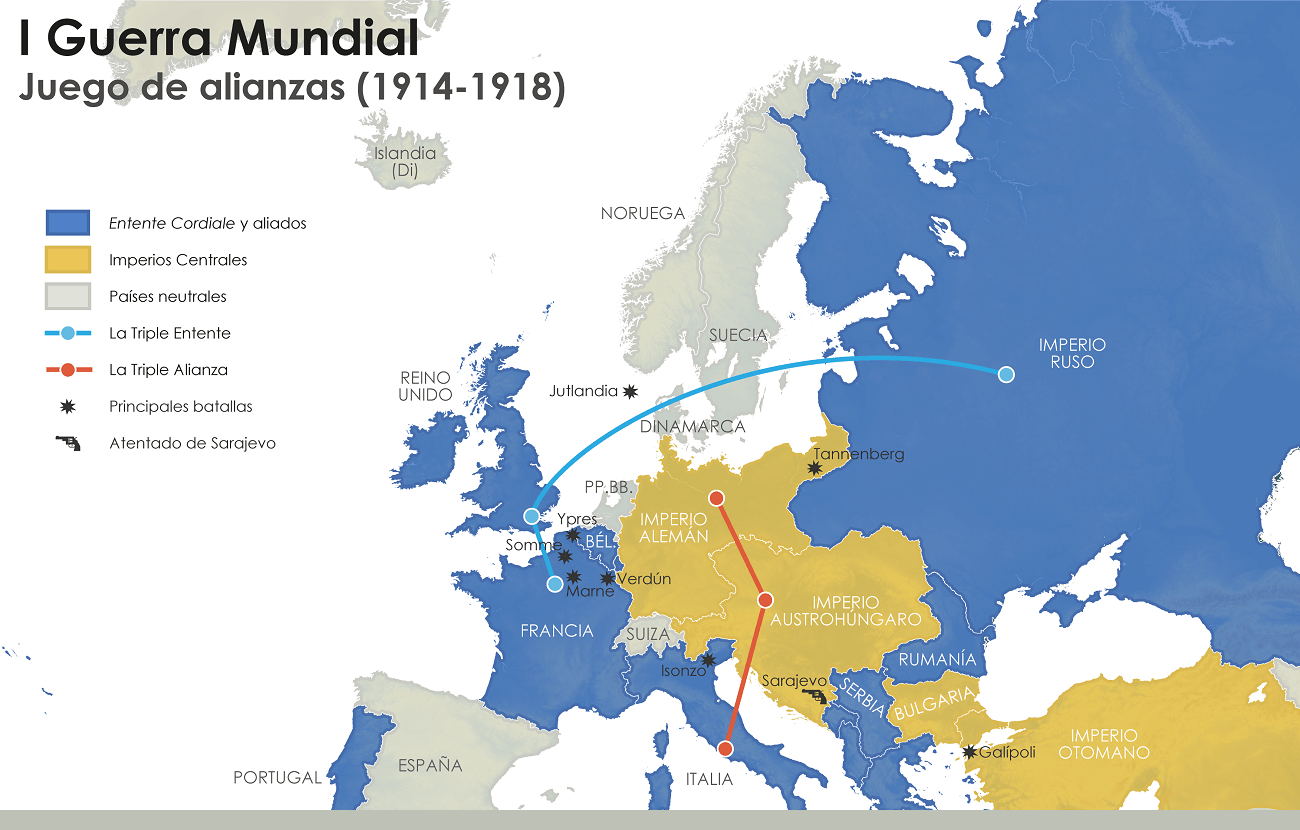 I Guerra Mundial
Juego de alianzas (1914-1918)
Islandia
(Di)
Entente Cordiale y aliados
Imperios Centrales
Países neutrales
La Triple Entente
La Triple Alianza
Principales batallas
Atentado de Sarajevo
NORUEGA
SUECIA
IMPERIO
RUSO
REINO
UNIDO
Jutlandia
DINAMARCA
Tannenberg
PP.BB.
Ypres
IMPERIO
ALEMÁN
Somme
BÉL.
Verdún
Marne
IMPERIO
AUSTROHÚNGARO
FRANCIA
SUIZA
RUMANÍA
Isonzo
Sarajevo
SERBIA
BULGARIA
IMPERIO
OTOMANO
Galípoli
ESPAÑA
PORTUGAL
ITALIA